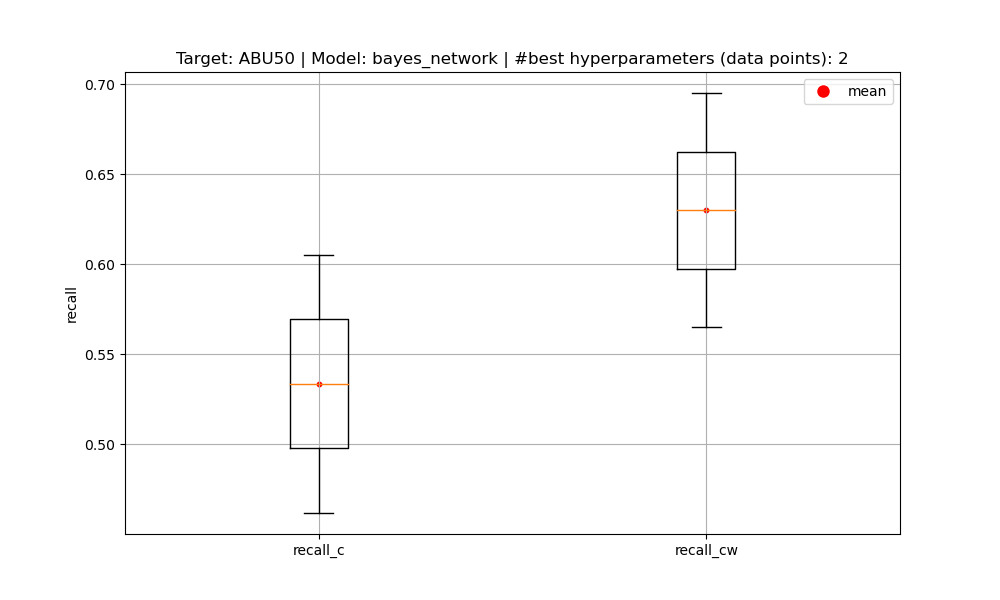 Target: ABU50 | Model: bayes_network | #best hyperparameters (data points): 2
mean
0.70
0.65
0.60
0.55
0.50
recall
recall_c
recall_cw